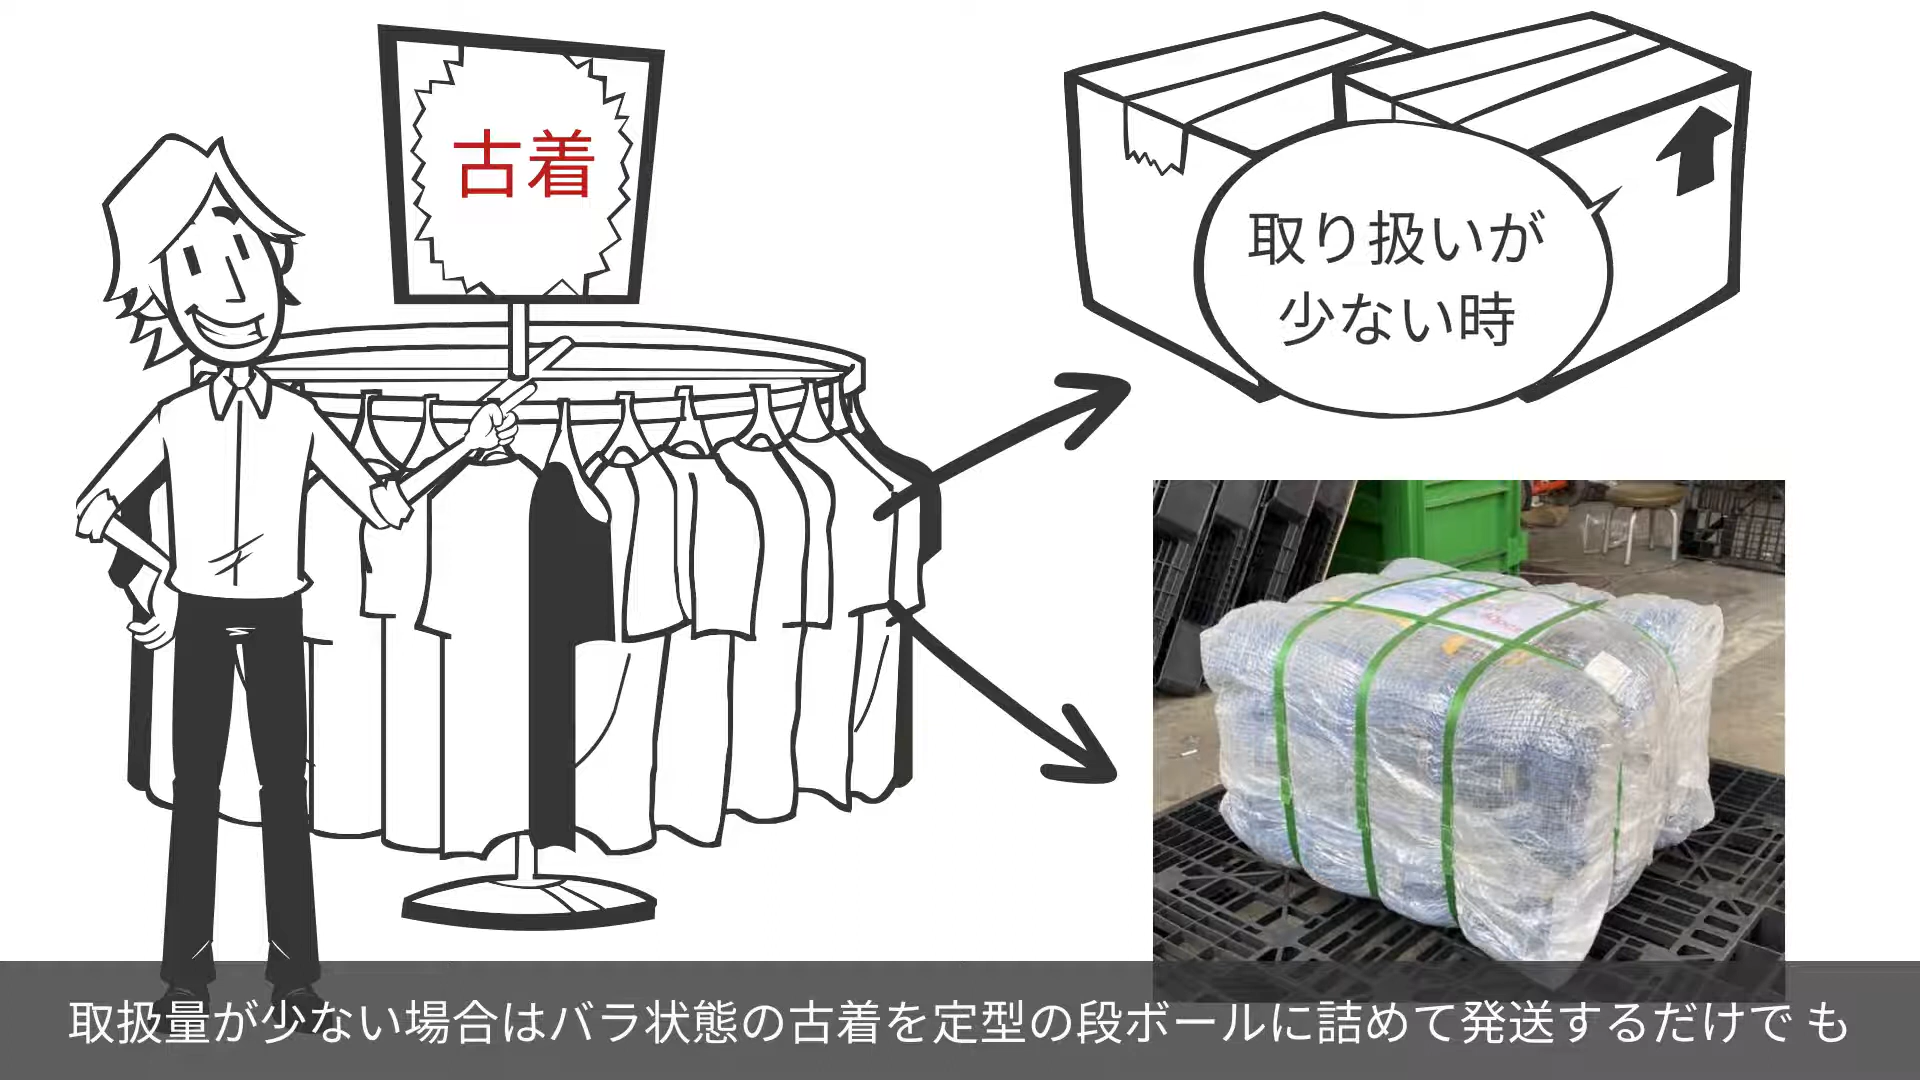 古着
取り扱いが
少ない時
取扱量が少ない場合はバラ状態の古着を定型の段ボールに詰めて発送するだけでも